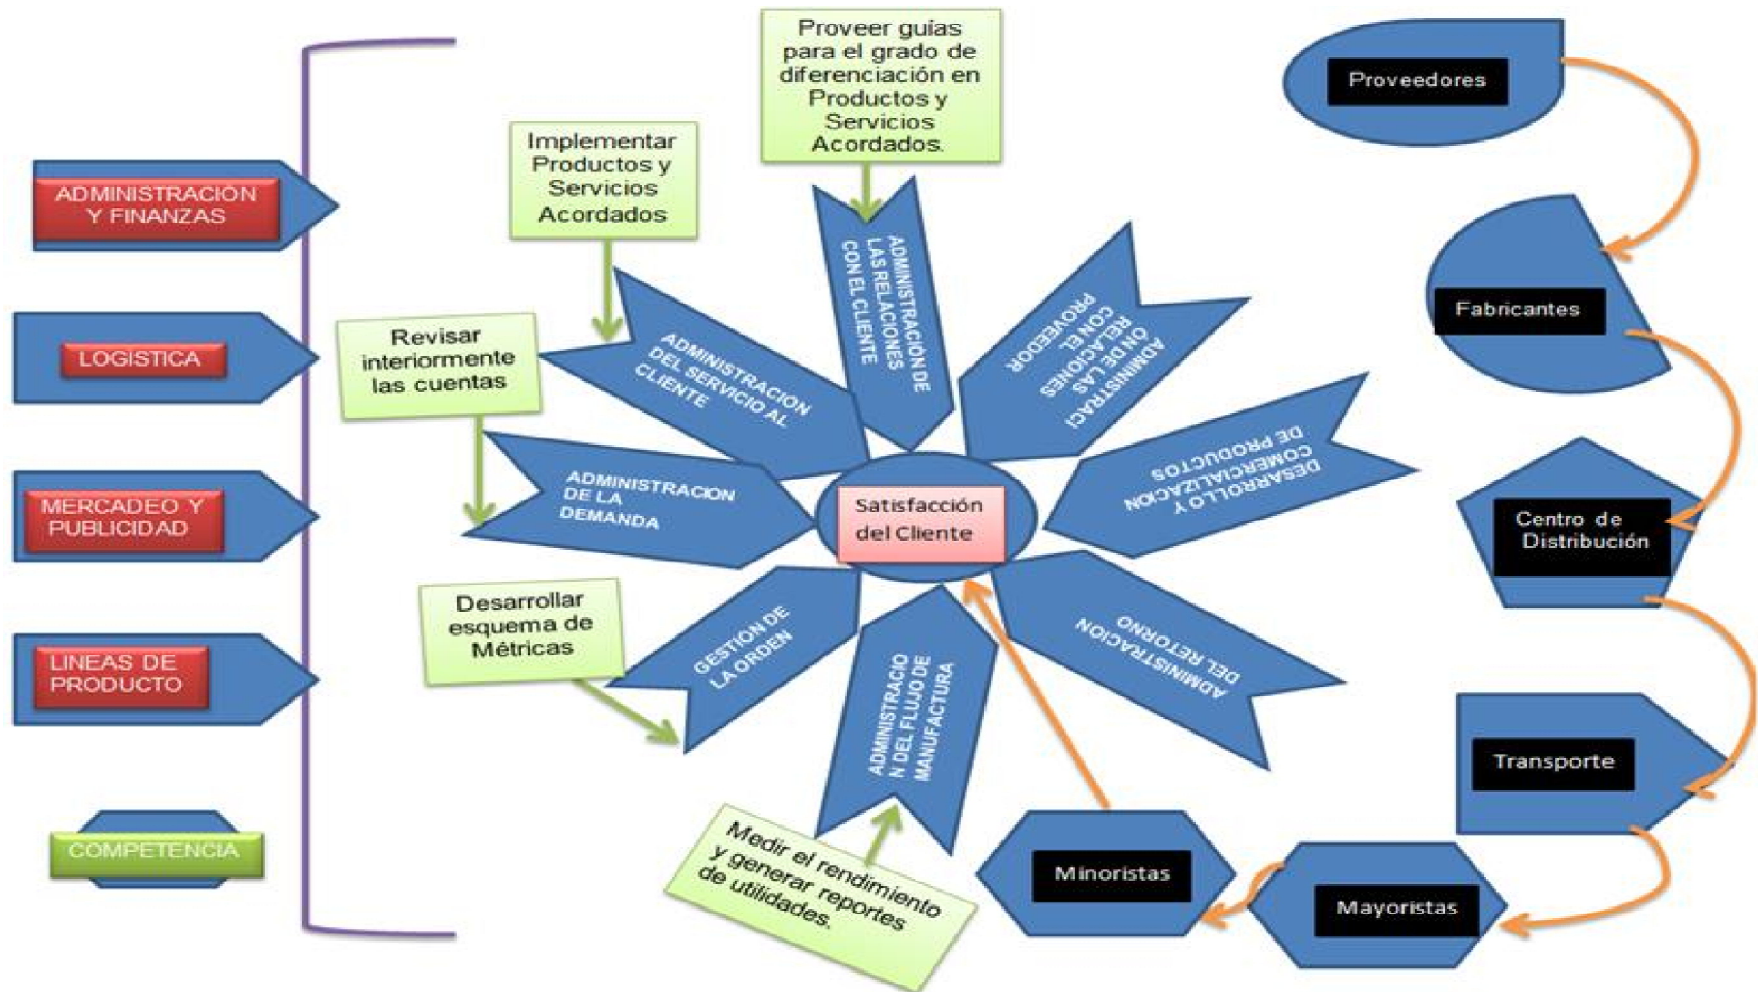 ADMINISTRACIÓN
Y FINANZAS
LOGISTICA
MERCADEO Y
PUBLICIDAD
LINEAS DE
PRODUCTO
COMPETENCIA
Proveer guías
para el grado de
diferenciación en
Productos y
Servicios
Acordados.
Implementar
Productos y
Servicios
Acordados
Revisar
interiormente
las cuentas
Desarrollar
esquema de
Métricas
Medir el rendimiento
y generar reportes
de utilidades.
ADMINISTRACIÓN DE
LAS RELACIONES
CON EL CLIENTE
ADMINISTRACI
ÓN DE LAS
RELACIONES
CON EL
PROVEEDOR
DESARROLLO Y
COMERCIALIZACION
DE PRODUCTOS
ADMINISTRACION
DEL RETORNO
ADMINISTRACIO
N DEL FLUJO DE
MANUFACTURA
GESTIÓN DE
LA ORDEN
ADMINISTRACION
DE LA
DEMANDA
ADMINISTRACION
DEL SERVICIO AL
CLIENTE
Satisfacción
del Cliente
Proveedores
Fabricantes
Centro de
Distribución
Transporte
Mayoristas
Minoristas